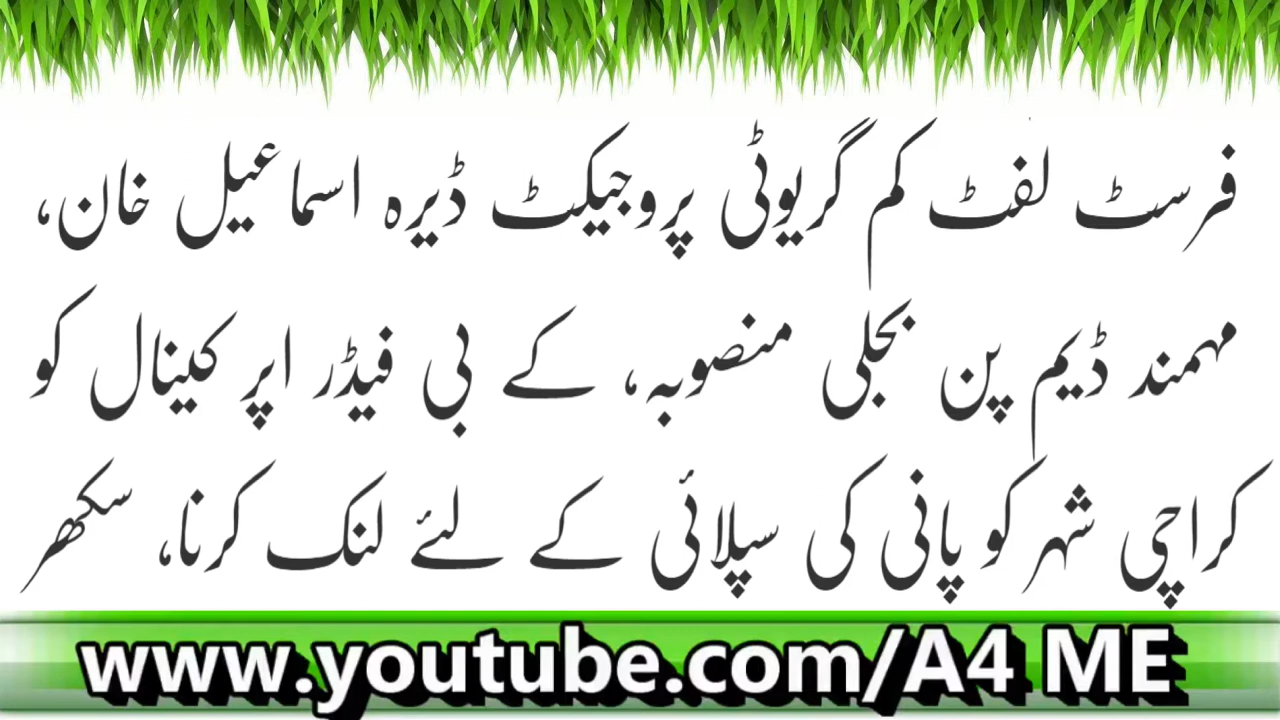 فرسٹ لفٹ کم گریوٹی پروجیکٹ ڈیرہ اسماعیل خان،
مہمند ڈیم پن بجلی منصوبہ، کے بی فیڈر اپر کینال کو
کراچی شہر کو پانی کی سپلائی کے لئے لنک کرنا، سکھر
www.youtube.com/A4 ME